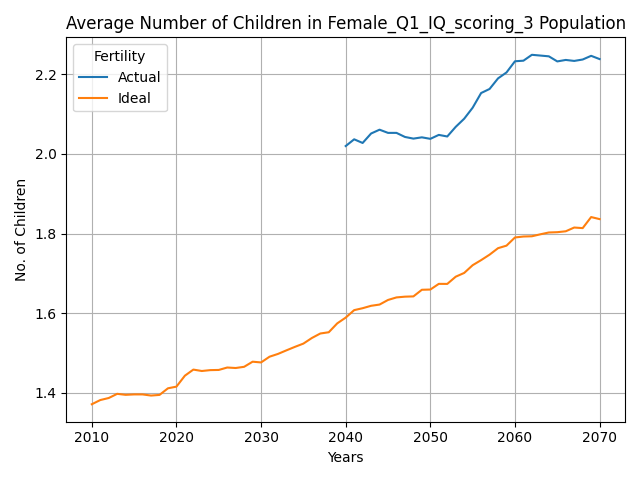 Average Number of Children in Female_Q1_IQ_scoring_3 Population
Fertility
Actual
Ideal
No. of Children
2.2
2.0
1.8
1.6
1.4
2010 2020 2030 2040 2050 2060 2070
Years